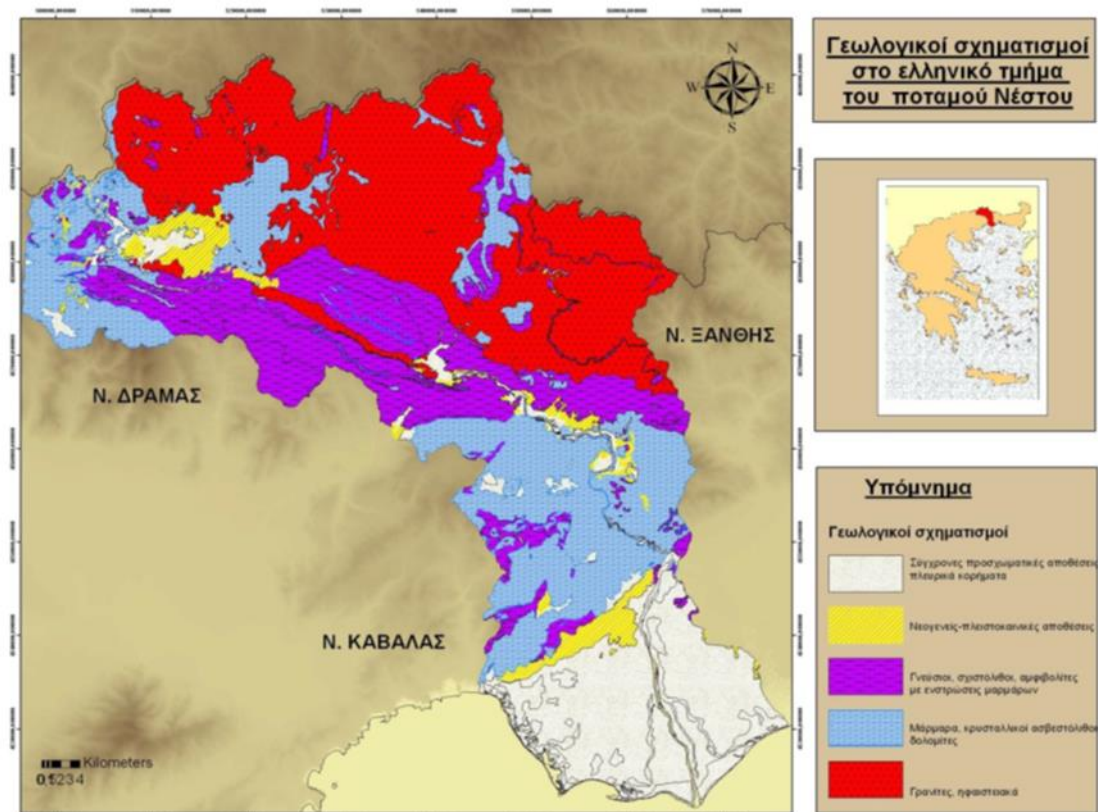 Γεωλογικοί σχηματισμοί
στο ελληνικό τμήμα
του ποταμού Νέστου
N
W E
S
Ν. ΞΑΝΘΗΣ
Ν. ΔΡΑΜΑΣ
Ν. ΚΑΒΑΛΑΣ
Kilometers
Υπόμνημα
Γεωλογικοί σχηματισμοί
Σύγχρονες προσχωματικές αποθέσεις
πλευρικά κορήματα
Νεογενείς-πλειστοκαινικές αποθέσεις
Γνεύσιοι, σχιστόλιθοι, αμφιβολίτες
με ενστρώσεις μαρμάρων
Μάρμαρα, κρυσταλλικοί ασβεστόλιθοι
δολομίτες
Γρανίτες, ηφαιστειακά